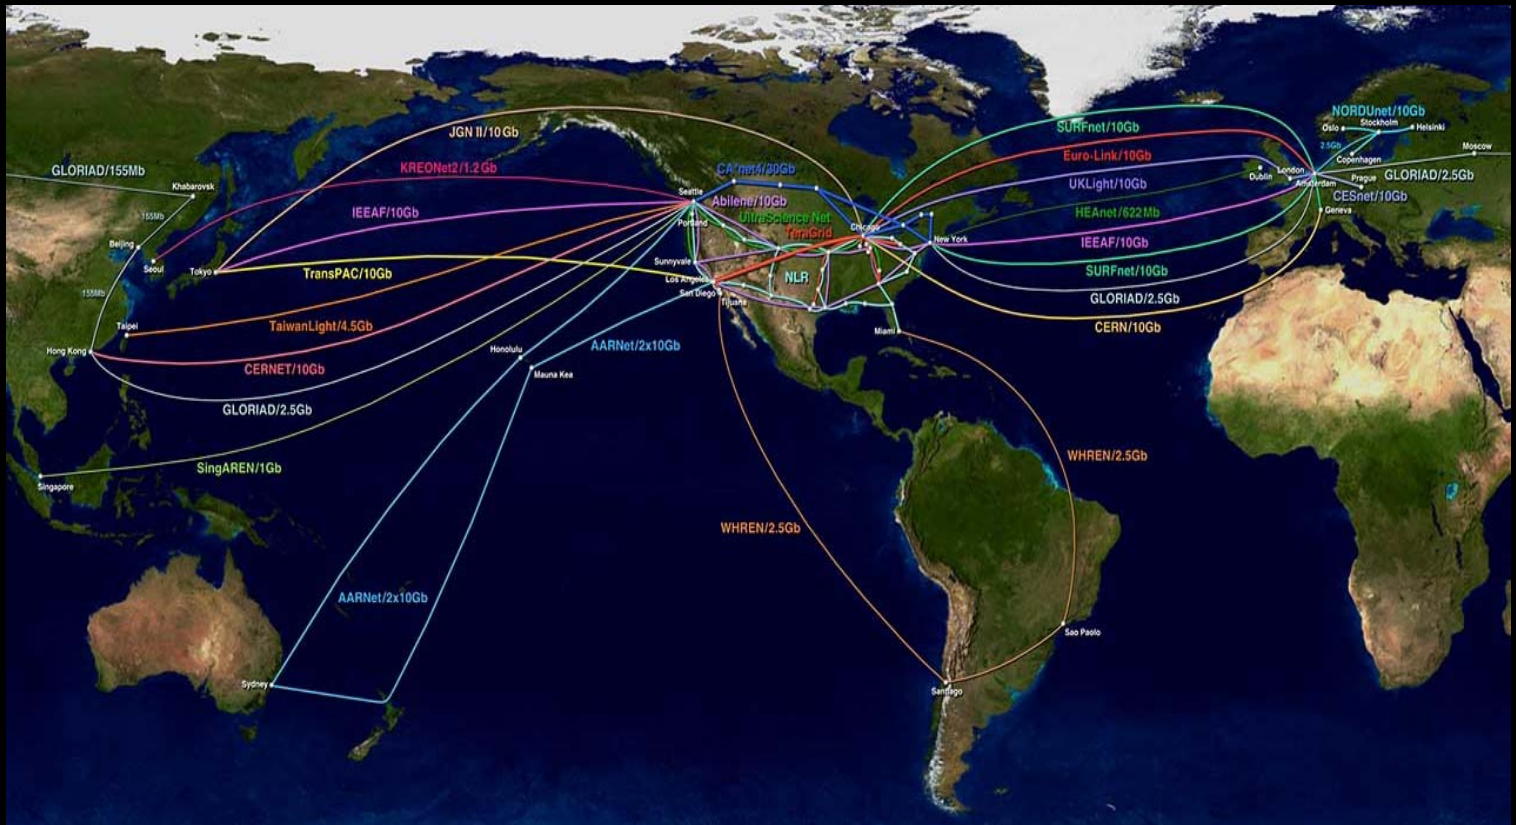 JGN II/10 Gb
NORDUnet/10Gb
Stockholm
Oslo
Helsinki
SURFnet/10Gb
2.5Gb
Moscow
Euro-Link/10Gb
Copenhagen
GLORIAD/155Mb
KREONet2/1.2 Gb
CA*net4/30Gb
London
Dublin
Prague
GLORIAD/2.5Gb
Amsterdam
Khabarovsk
Seattle
UKLight/10Gb
CESnet/10Gb
Abilene/10Gb
IEEAF/10Gb
HEAnet/622Mb
Geneva
155Mb
UltraScience Net
Portland
Chicago
TeraGrid
New York
IEEAF/10Gb
Beijing
Seoul
Sunnyvale
Tokyo
TransPAC/10Gb
SURFnet/10Gb
NLR
Los Angeles
155Mb
San Diego
Tijuana
GLORIAD/2.5Gb
Taipei
TaiwanLight/4.5Gb
CERN/10Gb
Miami
Hong Kong
Honolulu
AARNet/2x10Gb
CERNET/10Gb
Mauna Kea
GLORIAD/2.5Gb
WHREN/2.5Gb
SingAREN/1Gb
Singapore
WHREN/2.5Gb
AARNet/2x10Gb
Sao Paolo
Sydney
Santiago